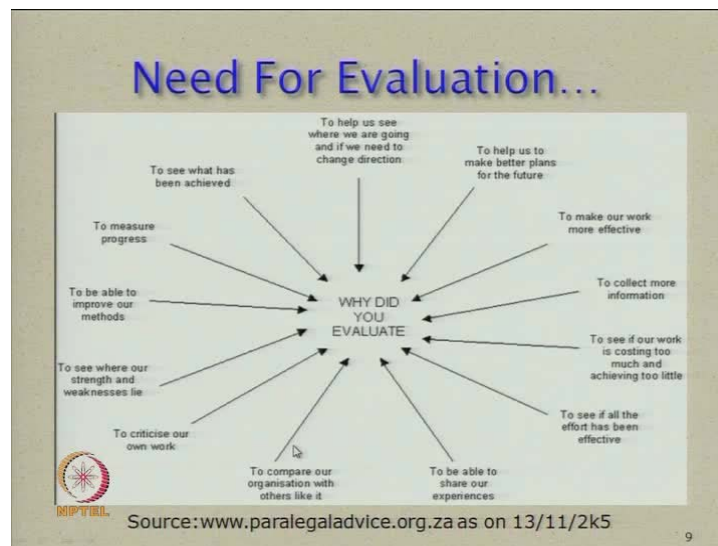 Need For Evaluation...
To help us see
where we are going
and if we need to
change direction
To help us to
make better plans
for the future
To see what has
been achieved
To make our work
more effective
To measure
progress
To collect more
information
To be able to
improve our
methods
WHY DID
YOU
EVALUATE
To see if our work
is costing too
much and
achieving too little
To see where our
strength and
weaknesses lie
To see if all the
effort has been
effective
To criticise our
own work
To compare our
organisation with
others like it
To be able to
share our
experiences
NPTEL
Source:www.paralegaladvice.org.za as on 13/11/2k5
9